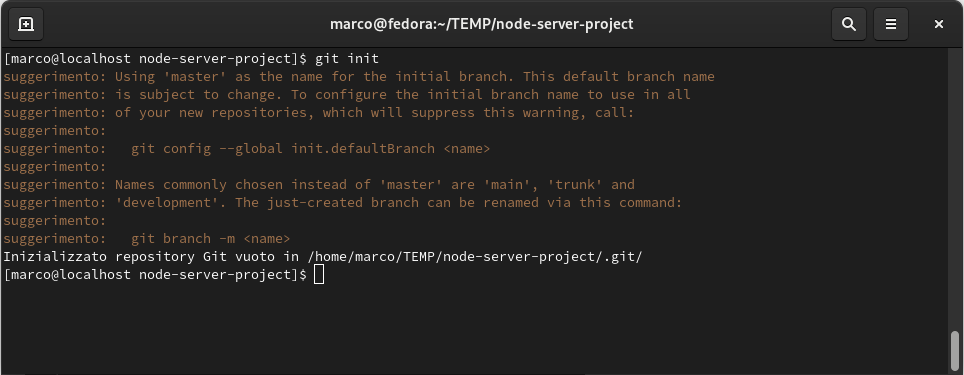 marco@fedora:~/TEMP/node-server-project
[marco@localhost node-server-project]$ git init
suggerimento: Using 'master' as the name for the initial branch. This default branch name
suggerimento: is subject to change. To configure the initial branch name to use in all
suggerimento: of your new repositories, which will suppress this warning, call:
suggerimento:
suggerimento:   git config --global init.defaultBranch <name>
suggerimento:
suggerimento: Names commonly chosen instead of 'master' are 'main', 'trunk' and
suggerimento: 'development'. The just-created branch can be renamed via this command:
suggerimento:
suggerimento:   git branch -m <name>
Inizializzato repository Git vuoto in /home/marco/TEMP/node-server-project/.git/
[marco@localhost node-server-project]$